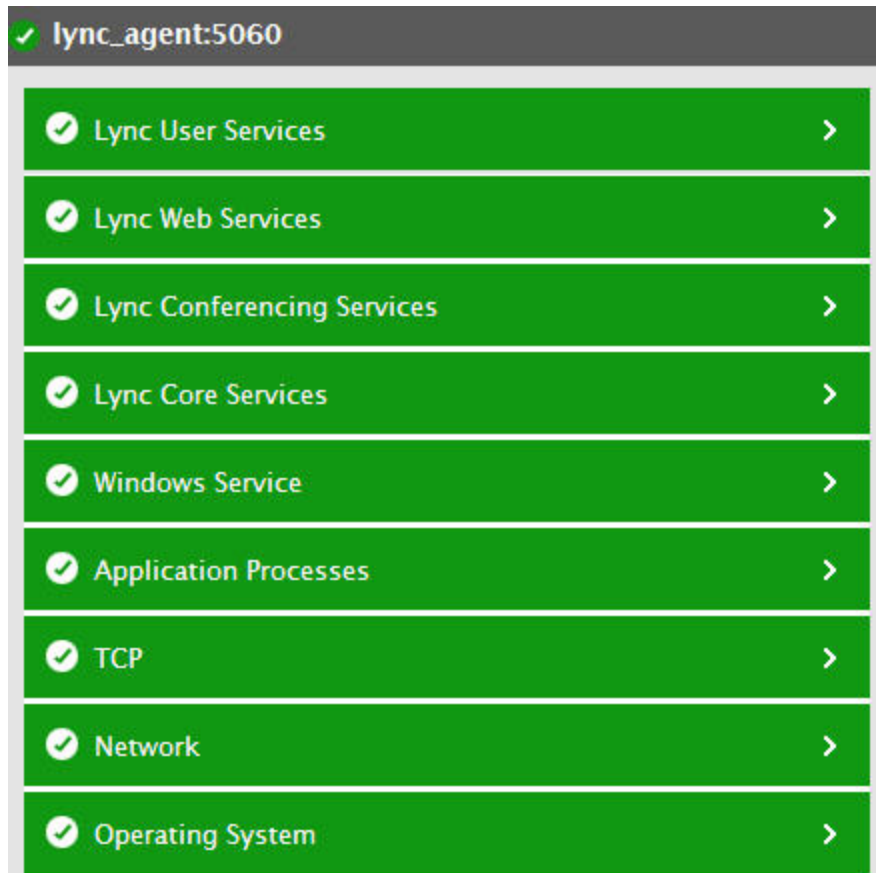 lync_agent:5060
Lync User Services
Lync Web Services
Lync Conferencing Services
Lync Core Services
Windows Service
Application Processes
TCP
Network
Operating System